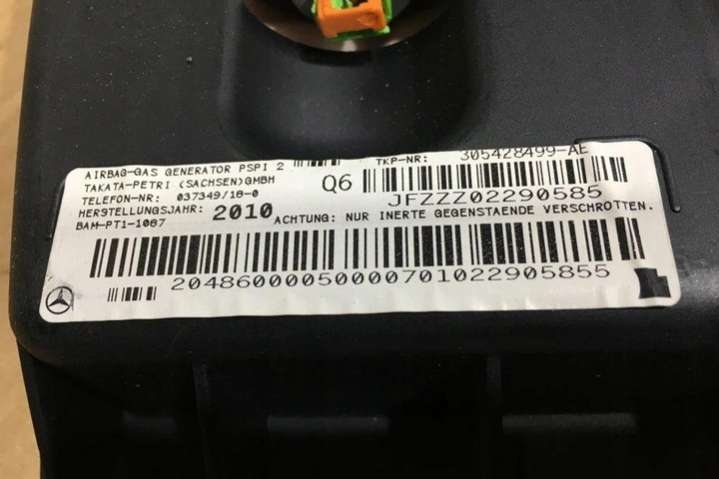 AIRBAG-GAS GENERATOR PSPI 2
TAKATA-PETRI (SACHSEN)GMBH
TELEFON-NR: 037349/18-0
HERSTELLUNGSJAHR: 2010
BAM-PT1-1087
TKP-NR: 305428499-AE
Q6
JFZZZ02290585
ACHTUNG: NUR INERTE GEGENSTAENDE VERSCHROTTEN.
20486000050000701022905855